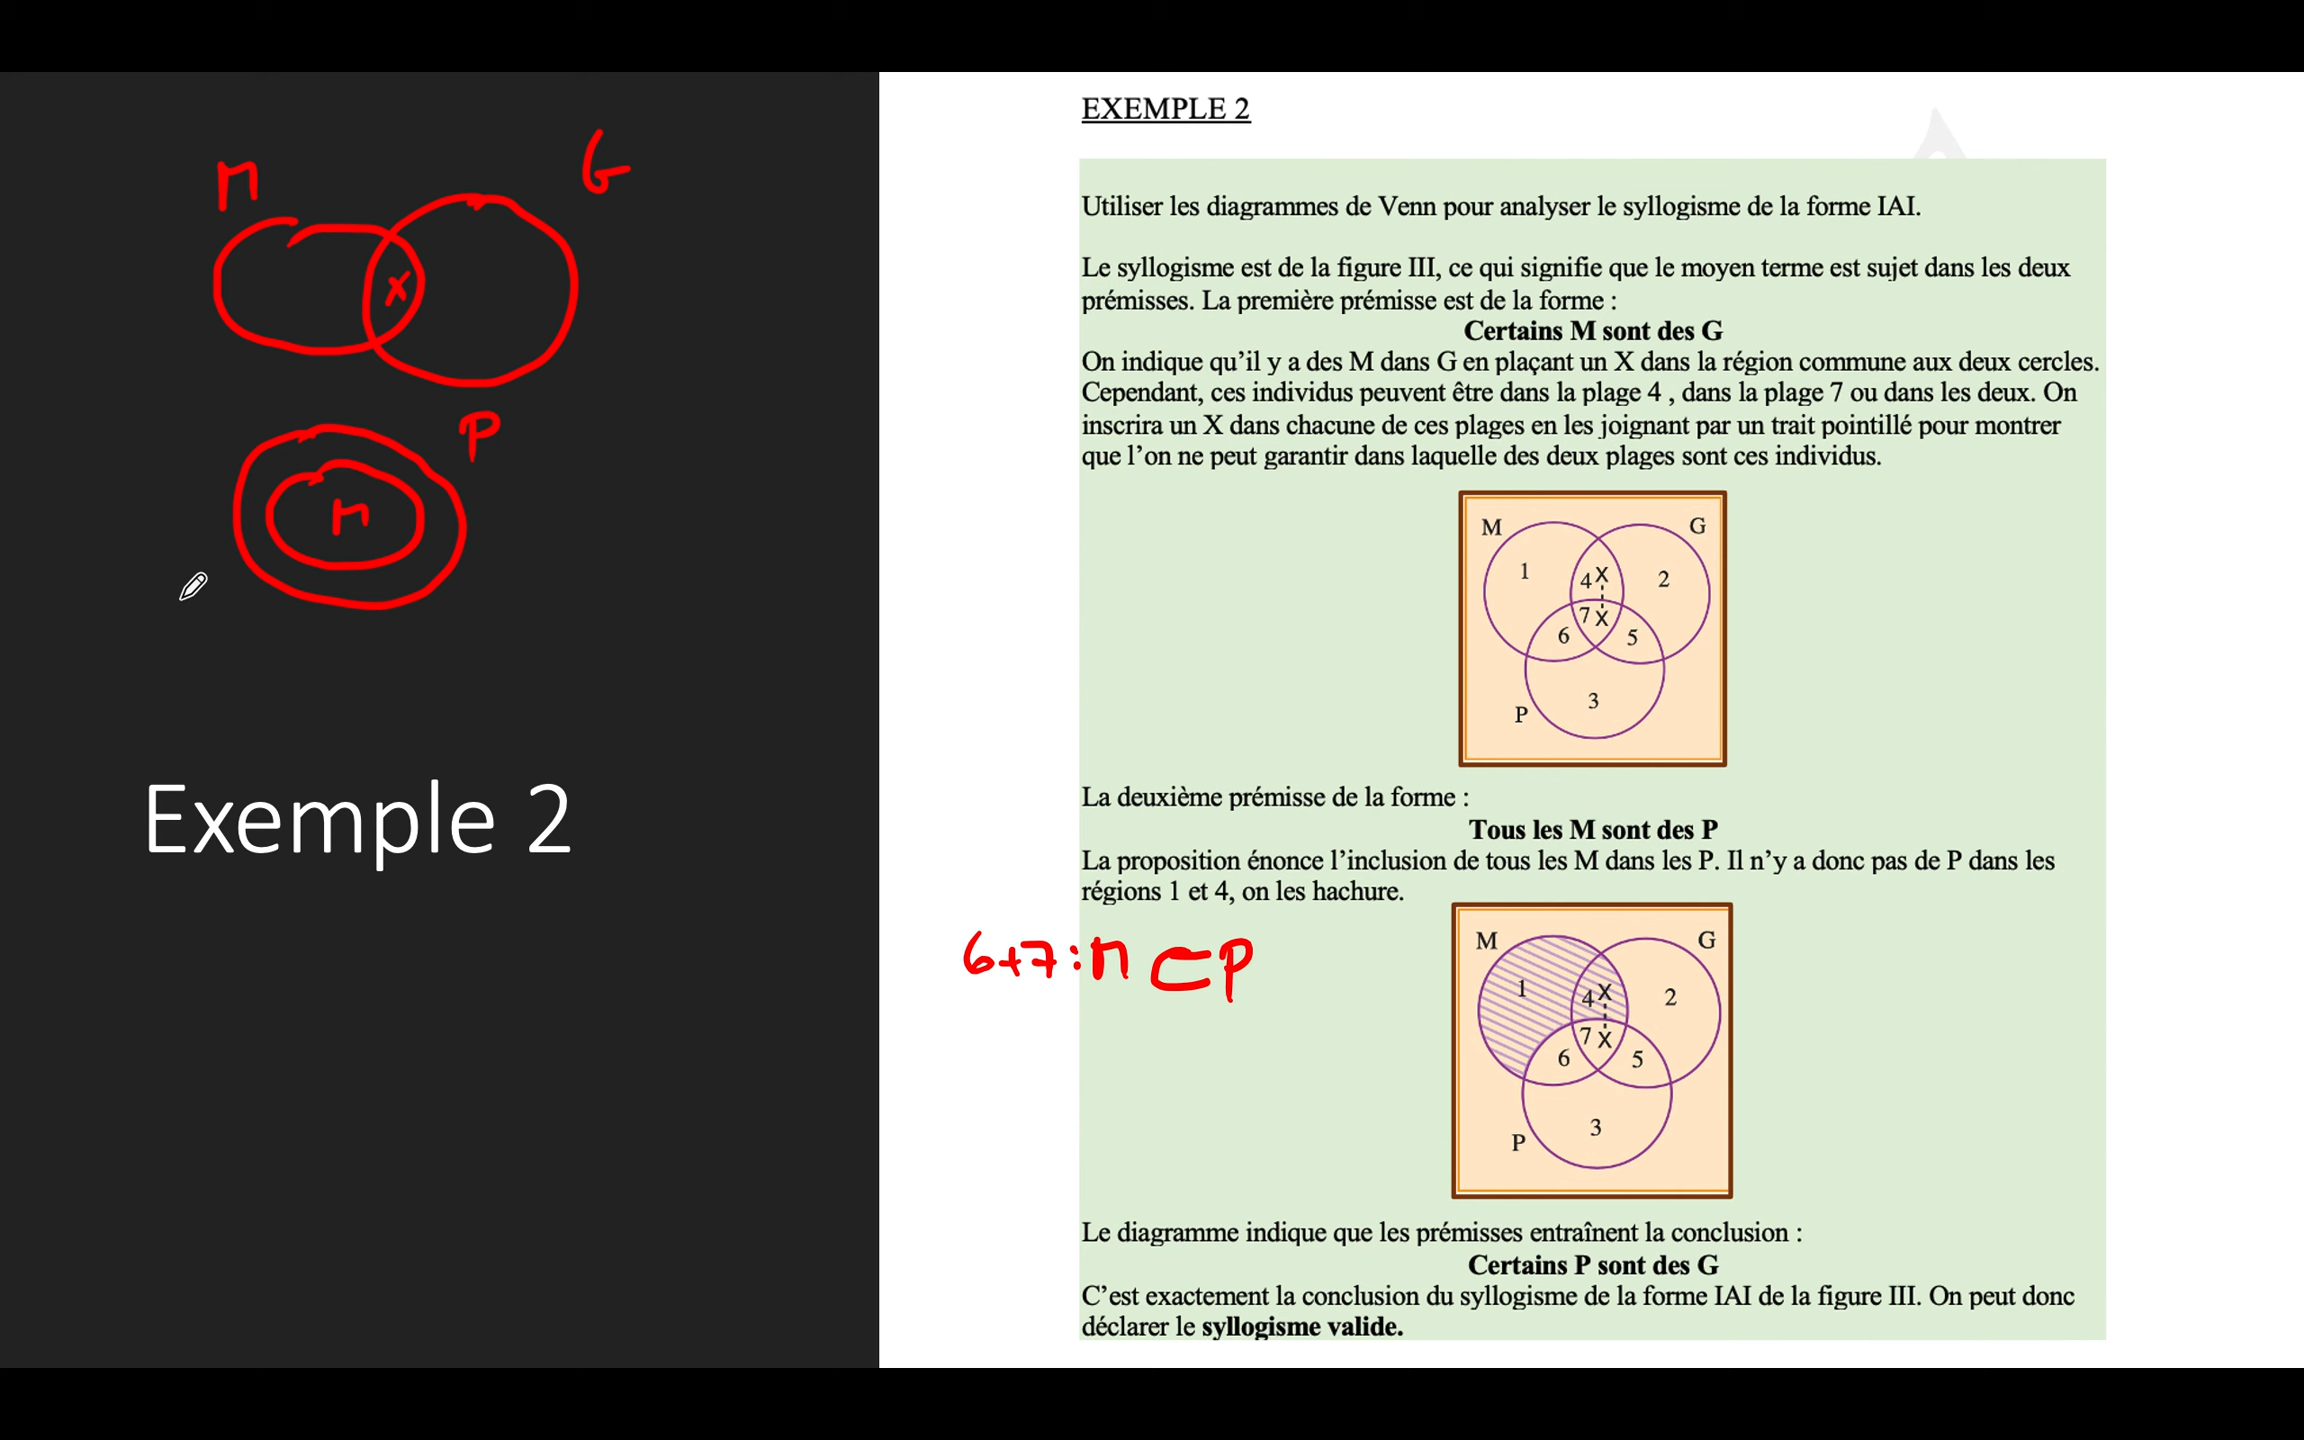 M
G
X
P
M
Exemple 2
EXEMPLE 2
Utiliser les diagrammes de Venn pour analyser le syllogisme de la forme IAI.
Le syllogisme est de la figure III, ce qui signifie que le moyen terme est sujet dans les deux
prémisses. La première prémisse est de la forme :
Certains M sont des G
On indique qu’il y a des M dans G en plaçant un X dans la région commune aux deux cercles.
Cependant, ces individus peuvent être dans la plage 4 , dans la plage 7 ou dans les deux. On
inscrira un X dans chacune de ces plages en les joignant par un trait pointillé pour montrer
que l’on ne peut garantir dans laquelle des deux plages sont ces individus.
M G
1 4 X 2
7 X
6 5
3
P
La deuxième prémisse de la forme :
Tous les M sont des P
La proposition énonce l’inclusion de tous les M dans les P. Il n’y a donc pas de P dans les
régions 1 et 4, on les hachure.
6+7: M ⊂ P
M G
1 4 X 2
7 X
6 5
3
P
Le diagramme indique que les prémisses entraînent la conclusion :
Certains P sont des G
C’est exactement la conclusion du syllogisme de la forme IAI de la figure III. On peut donc
déclarer le syllogisme valide.